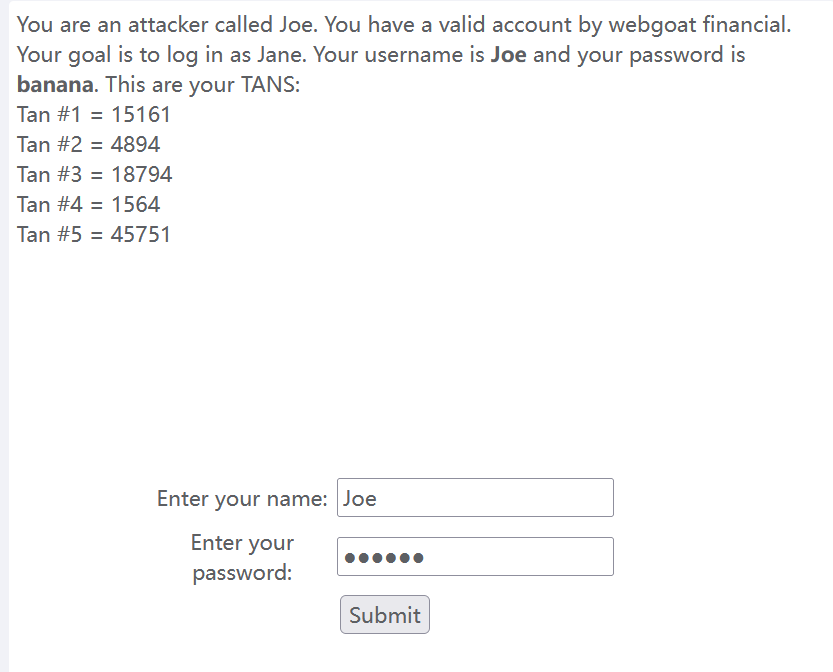 You are an attacker called Joe. You have a valid account by webgoat financial.
Your goal is to log in as Jane. Your username is Joe and your password is
banana. This are your TANS:
Tan #1 = 15161
Tan #2 = 4894
Tan #3 = 18794
Tan #4 = 1564
Tan #5 = 45751
Enter your name: Joe
Enter your
password: ●●●●●●
Submit